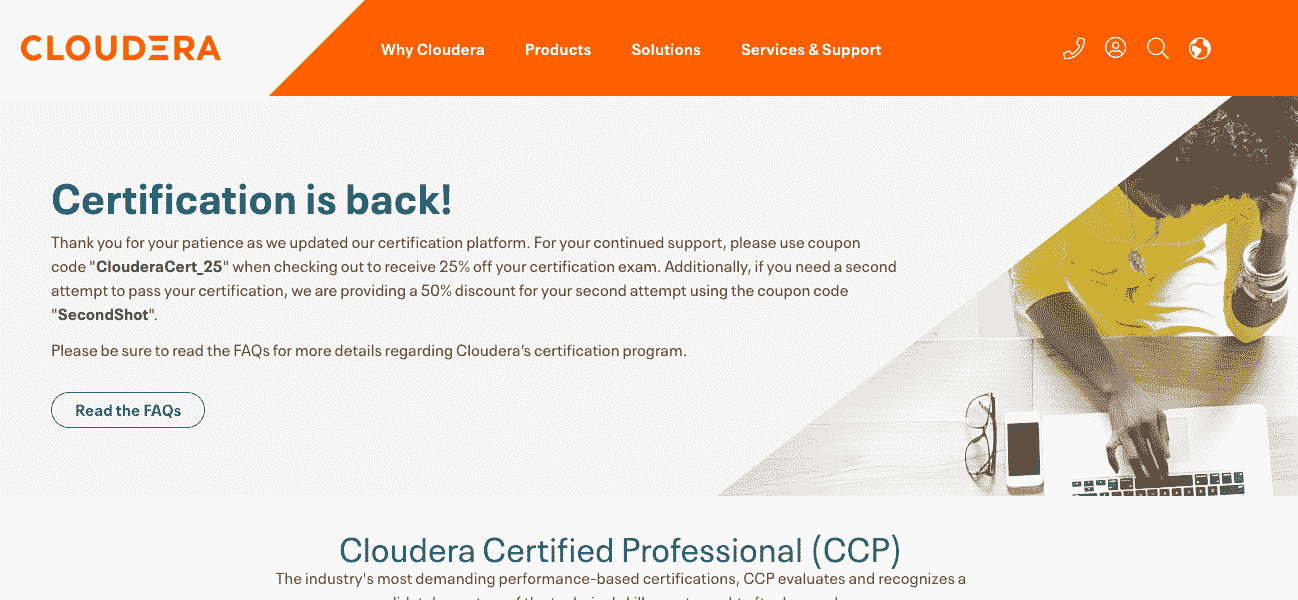 CLOUDERA
Why Cloudera Products Solutions Services & Support
Certification is back!
Thank you for your patience as we updated our certification platform. For your continued support, please use coupon
code "ClouderaCert_25" when checking out to receive 25% off your certification exam. Additionally, if you need a second
attempt to pass your certification, we are providing a 50% discount for your second attempt using the coupon code
"SecondShot".
Please be sure to read the FAQs for more details regarding Cloudera's certification program.
Read the FAQs
Cloudera Certified Professional (CCP)
The industry's most demanding performance-based certifications, CCP evaluates and recognizes a